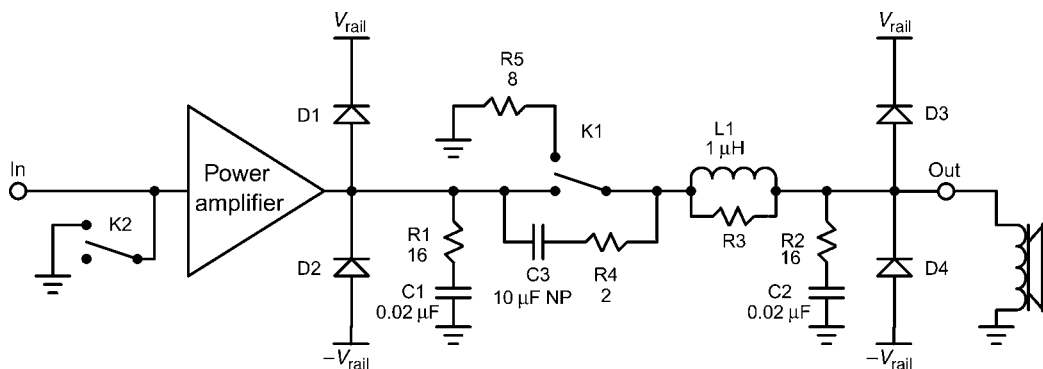 V_rail
V_rail
R5
8
D1
K1
L1
1 µH
D3
In
Power
amplifier
Out
K2
R1
16
R3
R2
16
D2
C3
10 µF NP
R4
2
D4
C1
0.02 µF
C2
0.02 µF
−V_rail
−V_rail